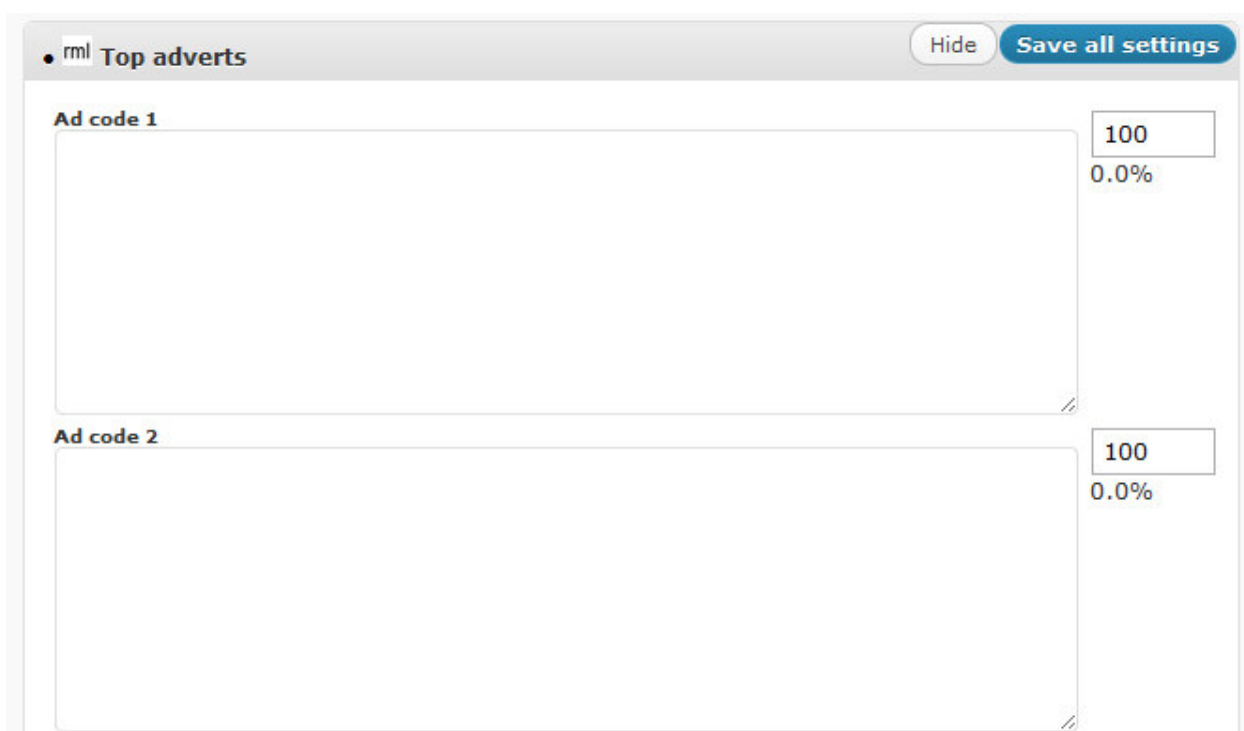 • rml Top adverts Hide Save all settings
Ad code 1
100
0.0%
Ad code 2
100
0.0%